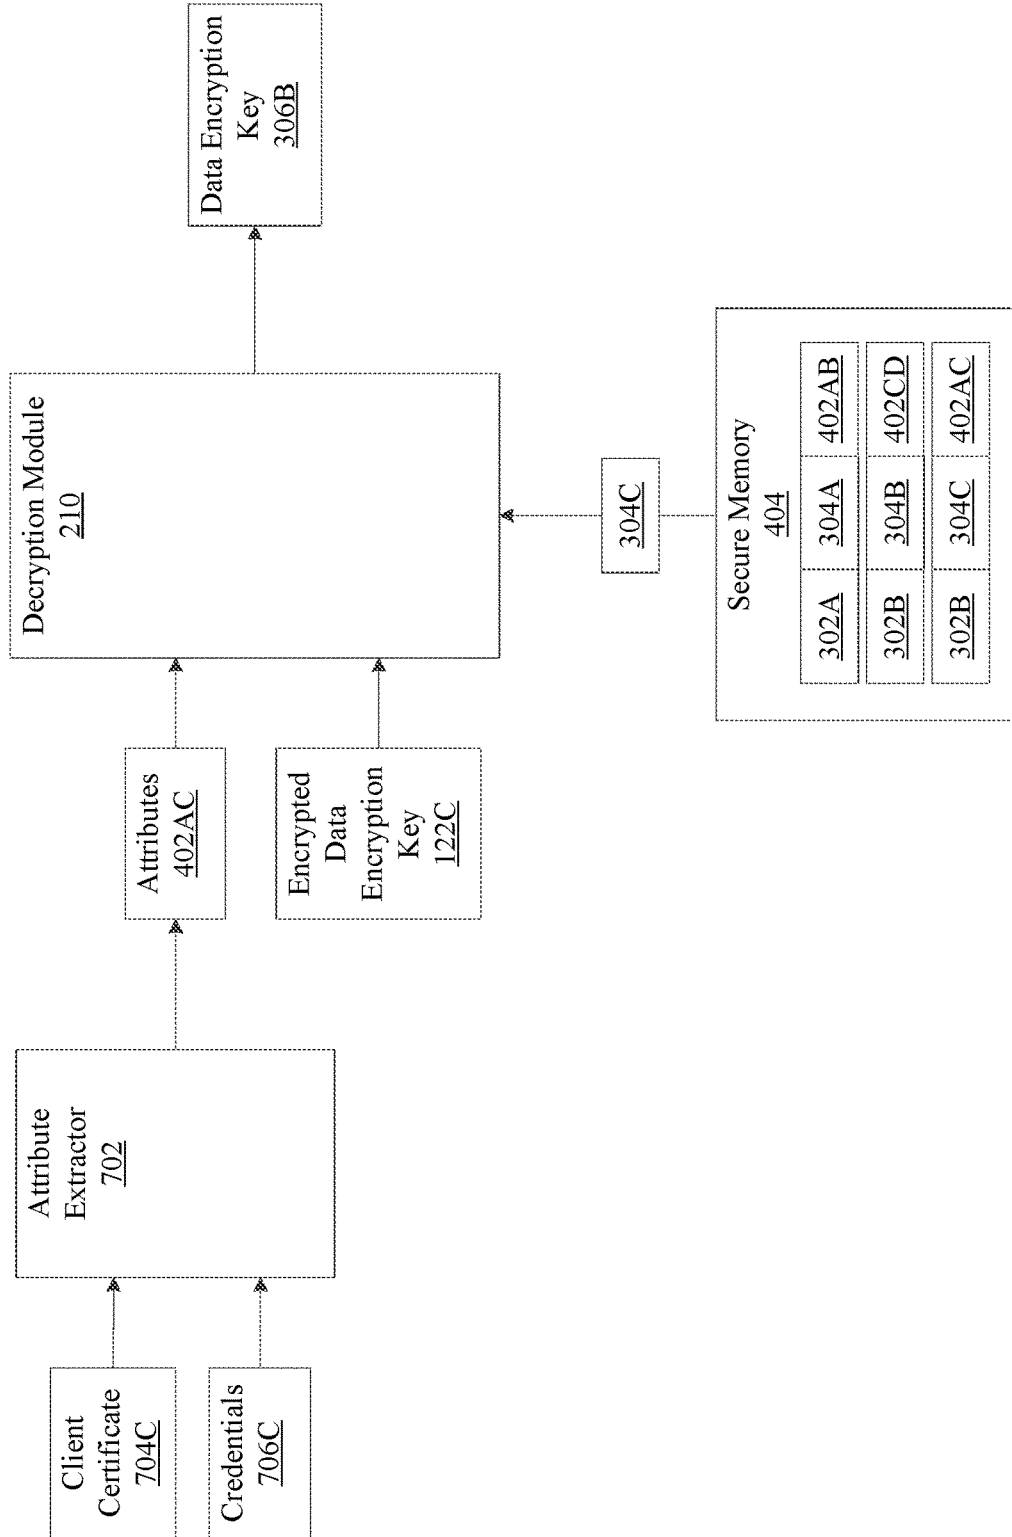 Client
Certificate
704C
Credentials
706C
Attribute
Extractor
702
Attributes
402AC
Encrypted
Data
Encryption
Key
122C
Decryption Module
210
Data Encryption
Key
306B
304C
Secure Memory
404
302A 304A 402AB
302B 304B 402CD
302B 304C 402AC